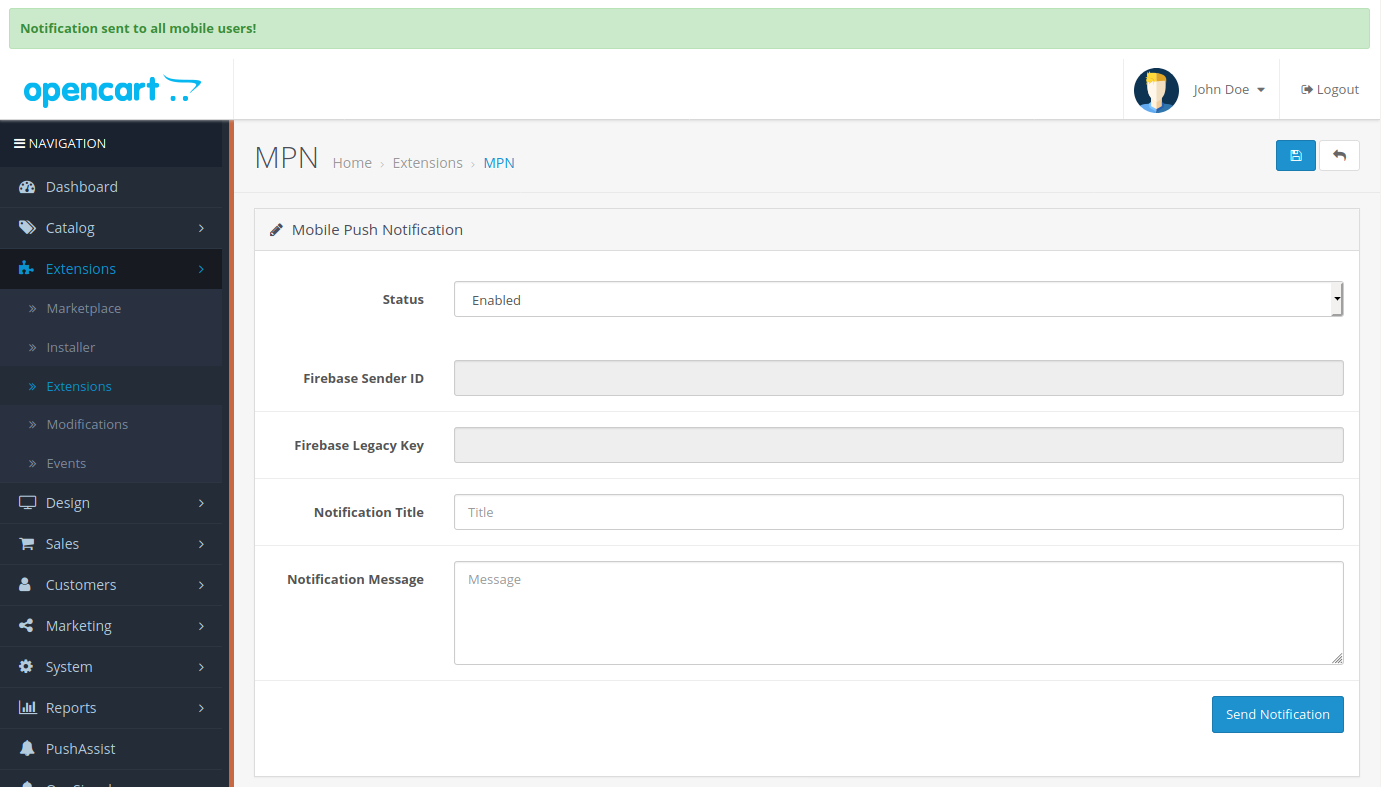 Notification sent to all mobile users!
opencart
John Doe
Logout
NAVIGATION
MPN
Home › Extensions › MPN
Dashboard
Catalog
Extensions
Marketplace
Installer
Extensions
Modifications
Events
Design
Sales
Customers
Marketing
System
Reports
PushAssist
Mobile Push Notification
Status
Enabled
Firebase Sender ID
Firebase Legacy Key
Notification Title
Title
Notification Message
Message
Send Notification